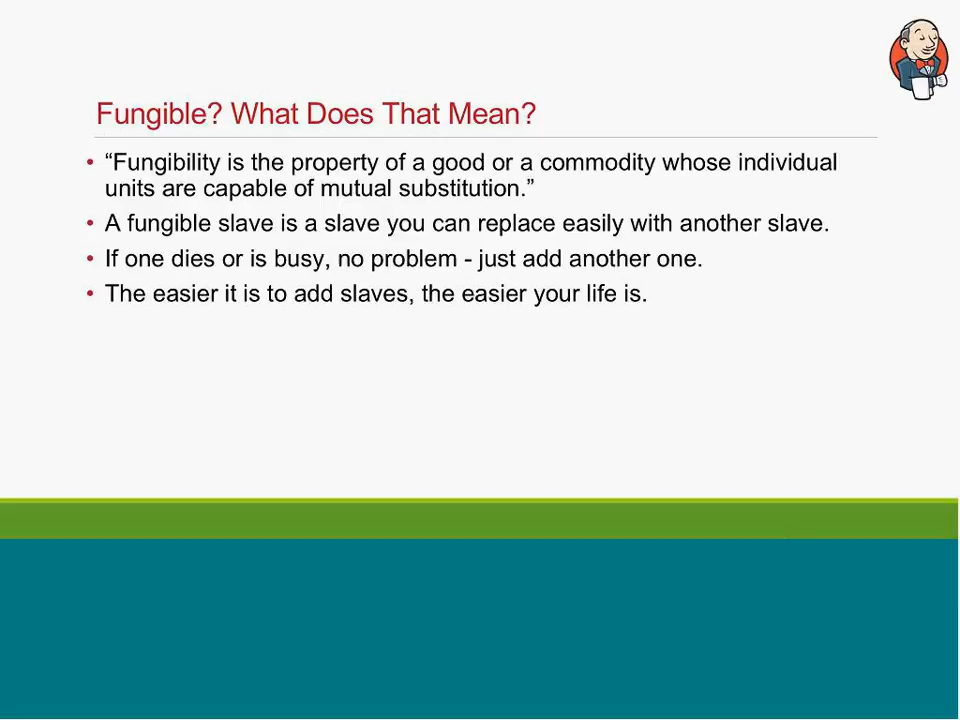 Fungible? What Does That Mean?
• “Fungibility is the property of a good or a commodity whose individual
units are capable of mutual substitution.”
• A fungible slave is a slave you can replace easily with another slave.
• If one dies or is busy, no problem - just add another one.
• The easier it is to add slaves, the easier your life is.